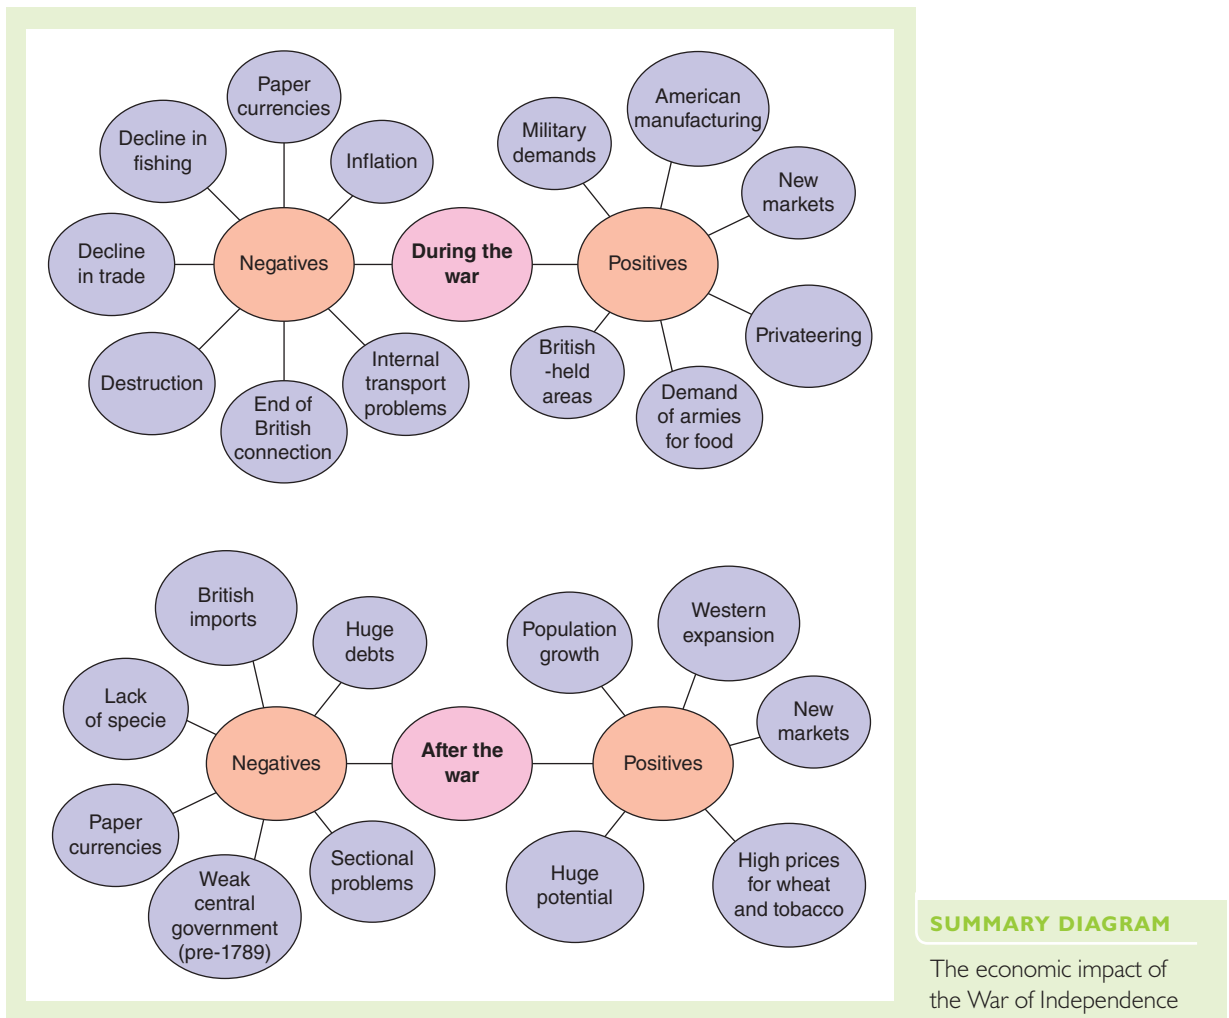 Paper
currencies
Decline in
fishing
Inflation
Decline
in trade
Negatives
Destruction
End of
British
connection
Internal
transport
problems
During the
war
Military
demands
American
manufacturing
New
markets
Positives
Privateering
British
-held
areas
Demand
of armies
for food
British
imports
Huge
debts
Lack
of specie
Negatives
Paper
currencies
Weak
central
government
(pre-1789)
Sectional
problems
After the
war
Population
growth
Western
expansion
New
markets
Positives
Huge
potential
High prices
for wheat
and tobacco
SUMMARY DIAGRAM
The economic impact of
the War of Independence